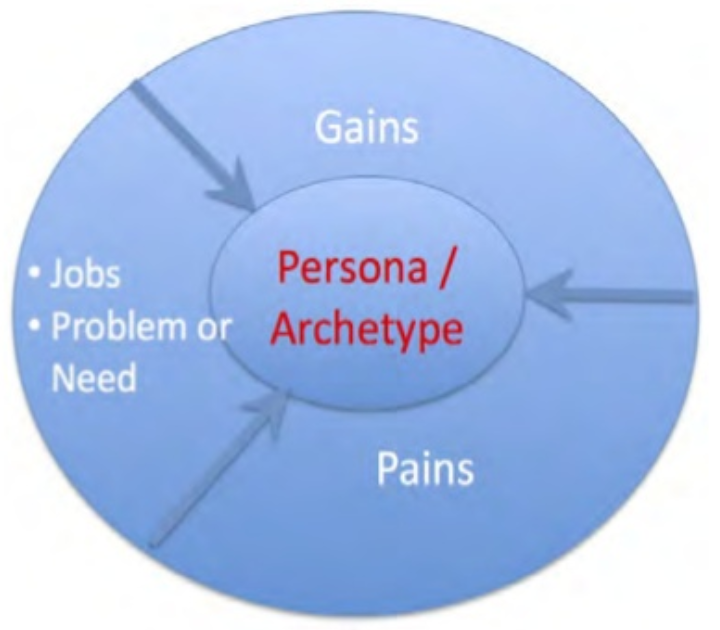 Gains
• Jobs
• Problem or
Need
Persona /
Archetype
Pains